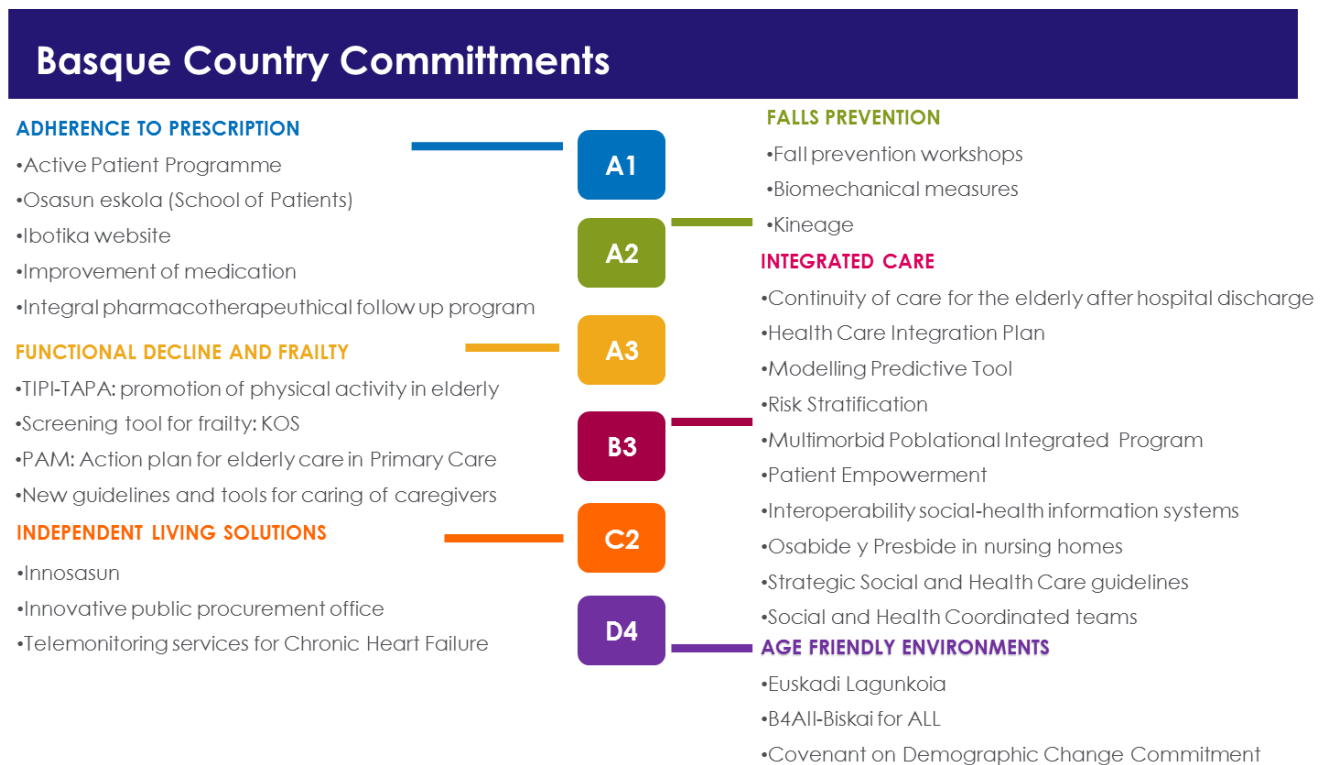 Basque Country Committments
ADHERENCE TO PRESCRIPTION
•Active Patient Programme
•Osasun eskola (School of Patients)
•Ibotika website
•Improvement of medication
•Integral pharmacotherapeuthical follow up program
FUNCTIONAL DECLINE AND FRAILTY
•TIPI-TAPA: promotion of physical activity in elderly
•Screening tool for frailty: KOS
•PAM: Action plan for elderly care in Primary Care
•New guidelines and tools for caring of caregivers
INDEPENDENT LIVING SOLUTIONS
•Innosasun
•Innovative public procurement office
•Telemonitoring services for Chronic Heart Failure
A1
A2
A3
B3
C2
D4
FALLS PREVENTION
•Fall prevention workshops
•Biomechanical measures
•Kineage
INTEGRATED CARE
•Continuity of care for the elderly after hospital discharge
•Health Care Integration Plan
•Modelling Predictive Tool
•Risk Stratification
•Multimorbid Poblational Integrated Program
•Patient Empowerment
•Interoperability social-health information systems
•Osabide y Presbide in nursing homes
•Strategic Social and Health Care guidelines
•Social and Health Coordinated teams
AGE FRIENDLY ENVIRONMENTS
•Euskadi Lagunkoia
•B4All-Biskai for ALL
•Covenant on Demographic Change Commitment